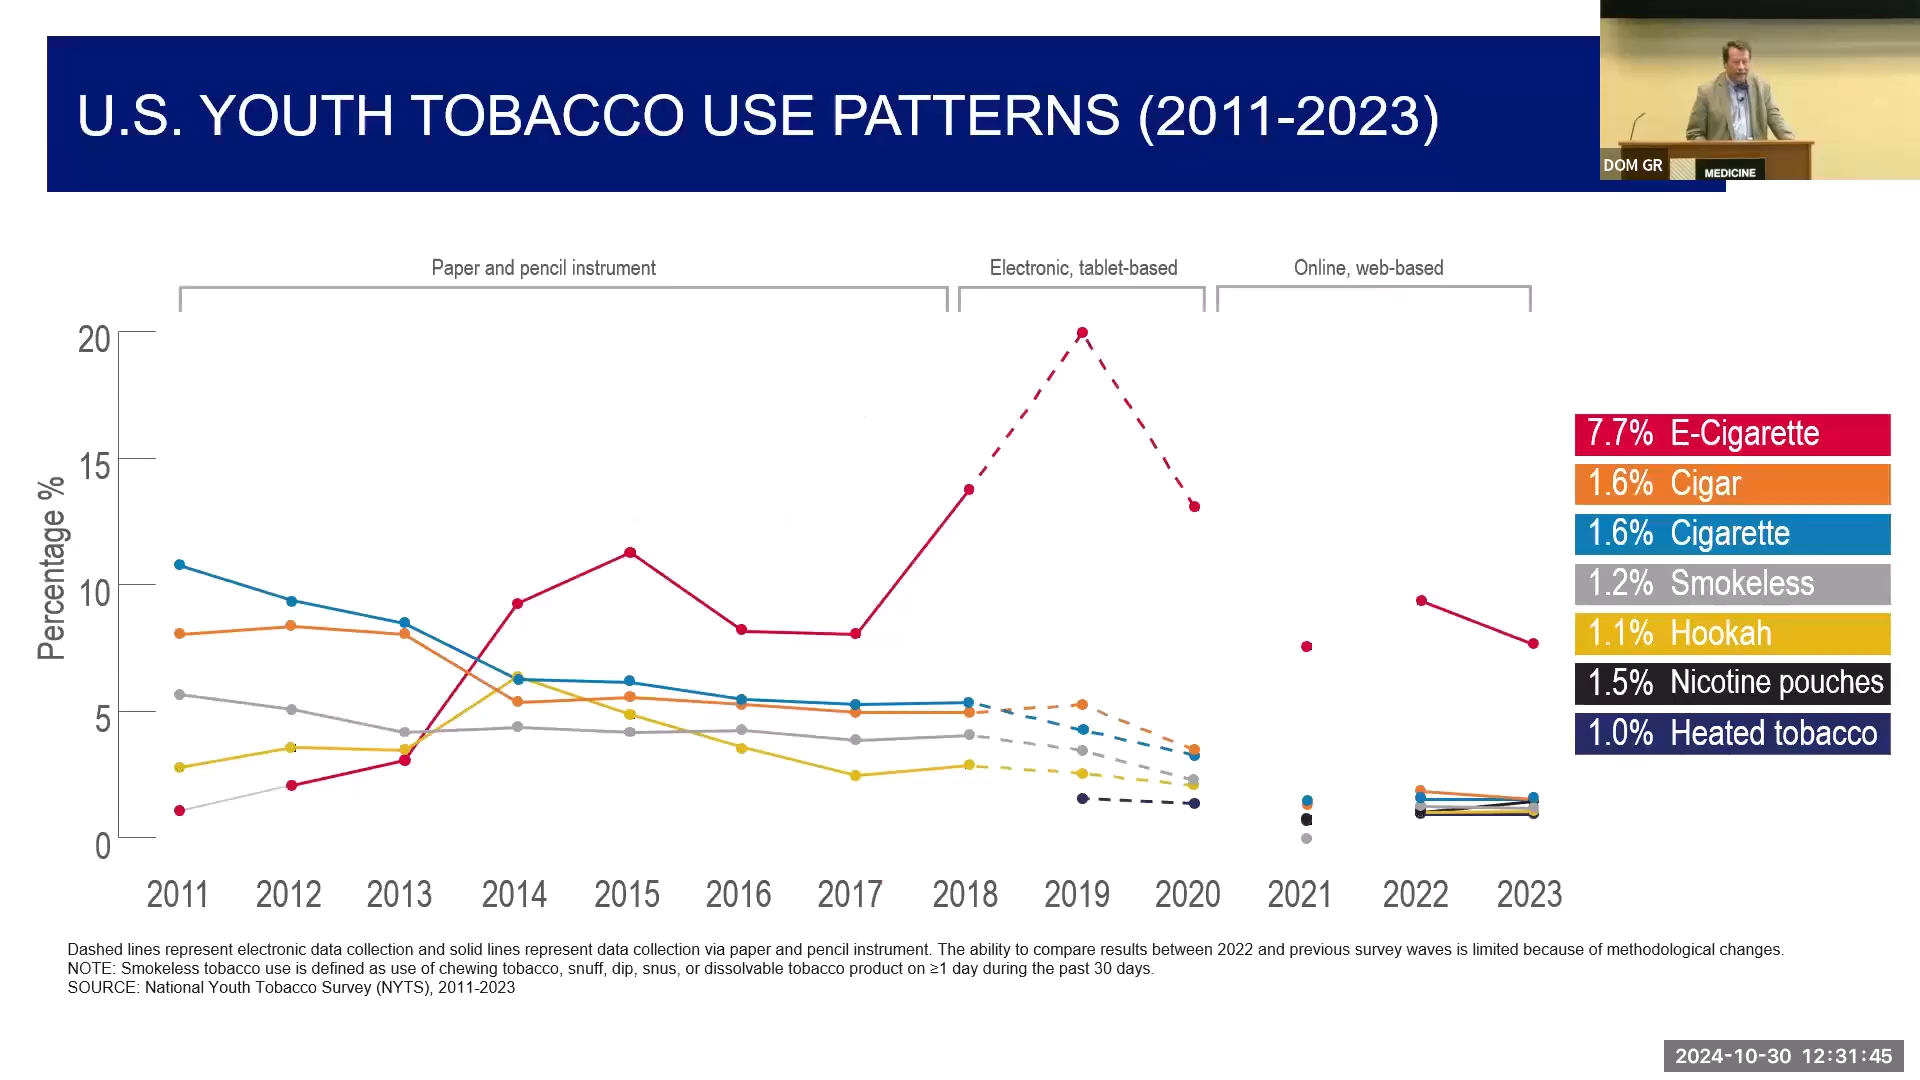 U.S. YOUTH TOBACCO USE PATTERNS (2011-2023)
DOM GR
MEDICINE
Paper and pencil instrument
Electronic, tablet-based
Online, web-based
Percentage %
20
15
10
5
0
2011 2012 2013 2014 2015 2016 2017 2018 2019 2020 2021 2022 2023
7.7% E-Cigarette
1.6% Cigar
1.6% Cigarette
1.2% Smokeless
1.1% Hookah
1.5% Nicotine pouches
1.0% Heated tobacco
Dashed lines represent electronic data collection and solid lines represent data collection via paper and pencil instrument. The ability to compare results between 2022 and previous survey waves is limited because of methodological changes.
NOTE: Smokeless tobacco use is defined as use of chewing tobacco, snuff, dip, snus, or dissolvable tobacco product on ≥1 day during the past 30 days.
SOURCE: National Youth Tobacco Survey (NYTS), 2011-2023
2024-10-30 12:31:45